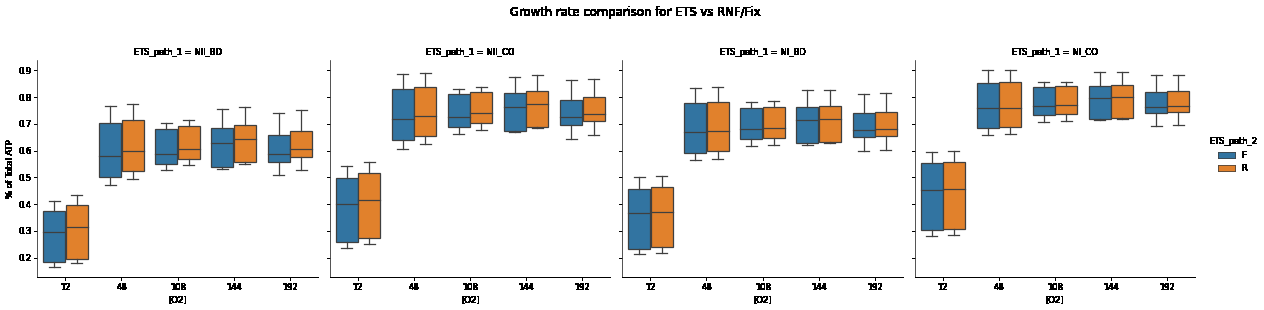 Growth rate comparison for ETS vs RNF/Fix
ETS_path_1 = NII_BD
ETS_path_1 = NII_CO
ETS_path_1 = NI_BD
ETS_path_1 = NI_CO
% of Total ATP
0.9
0.8
0.7
0.6
0.5
0.4
0.3
0.2
12 48 108 144 192
[O2]
12 48 108 144 192
[O2]
12 48 108 144 192
[O2]
12 48 108 144 192
[O2]
ETS_path_2
F
R